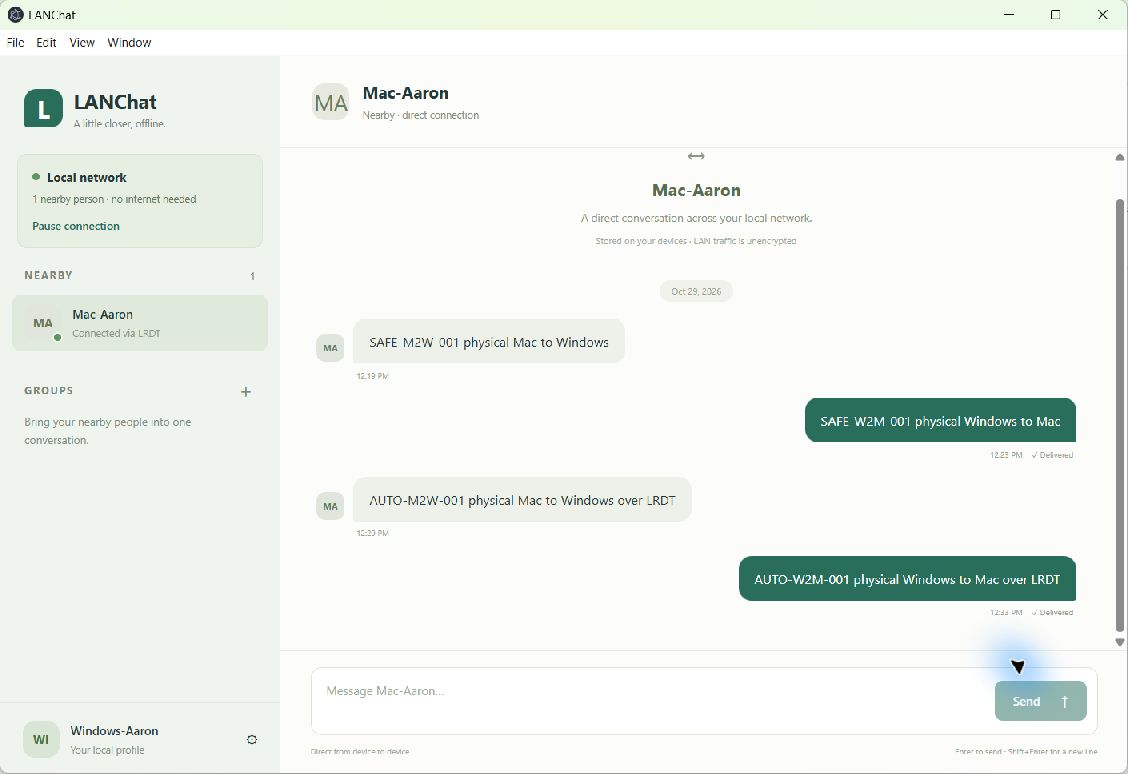 LANChat
File Edit View Window
L
LANChat
A little closer, offline.
Local network
1 nearby person · no internet needed
Pause connection
NEARBY 1
MA
Mac-Aaron
Connected via LRDT
GROUPS +
Bring your nearby people into one
conversation.
WI
Windows-Aaron
Your local profile
MA
Mac-Aaron
Nearby · direct connection
Mac-Aaron
A direct conversation across your local network.
Stored on your devices · LAN traffic is unencrypted
Oct 29, 2026
MA
SAFE-M2W-001 physical Mac to Windows
12:19 PM
SAFE-W2M-001 physical Windows to Mac
12:23 PM ✓ Delivered
MA
AUTO-M2W-001 physical Mac to Windows over LRDT
12:29 PM
AUTO-W2M-001 physical Windows to Mac over LRDT
12:33 PM ✓ Delivered
Message Mac-Aaron...
Send ↑
Direct from device to device
Enter to send · Shift+Enter for a new line